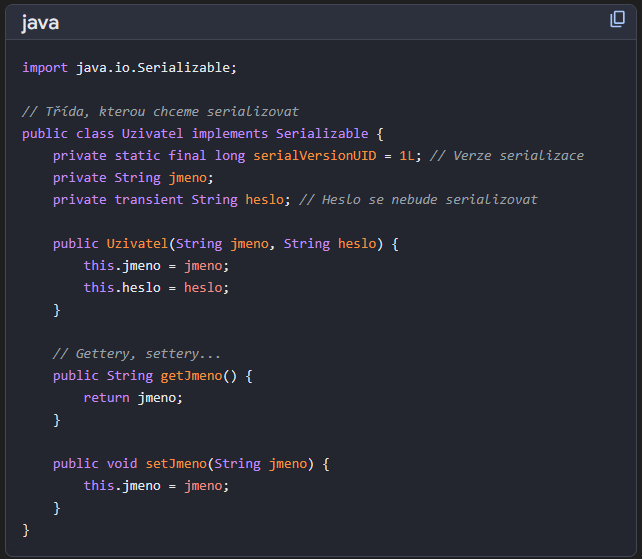 java
import java.io.Serializable;
// Třída, kterou chceme serializovat
public class Uzivatel implements Serializable {
    private static final long serialVersionUID = 1L; // Verze serializace
    private String jmeno;
    private transient String heslo; // Heslo se nebude serializovat
    public Uzivatel(String jmeno, String heslo) {
        this.jmeno = jmeno;
        this.heslo = heslo;
    }
    // Gettery, settery...
    public String getJmeno() {
        return jmeno;
    }
    public void setJmeno(String jmeno) {
        this.jmeno = jmeno;
    }
}